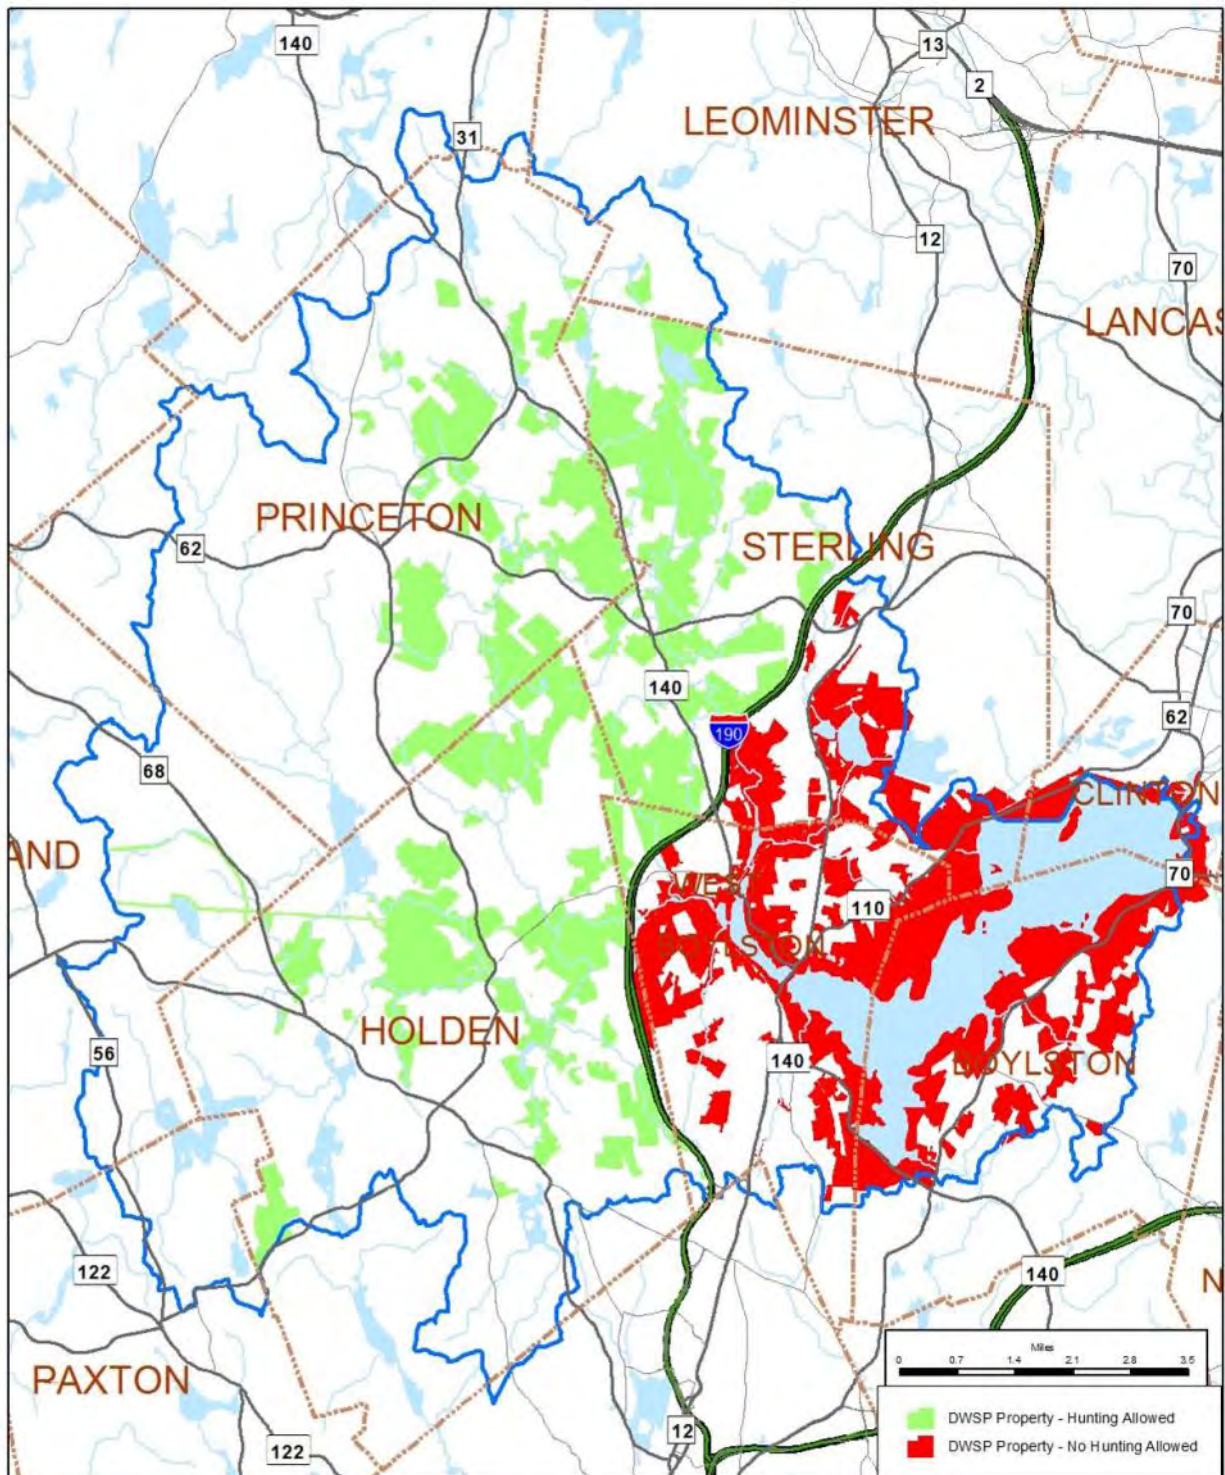 140
13
2
LEOMINSTER
31
12
70
LANCAS
PRINCETON
62
STERLING
70
140
62
190
68
CLINTON
AND
70
WEST
110
BOYLSTON
HOLDEN
56
140
BOYLSTON
122
140
N
Miles
0 0.7 1.4 2.1 2.8 3.5
PAXTON
DWSP Property - Hunting Allowed
12
DWSP Property - No Hunting Allowed
122